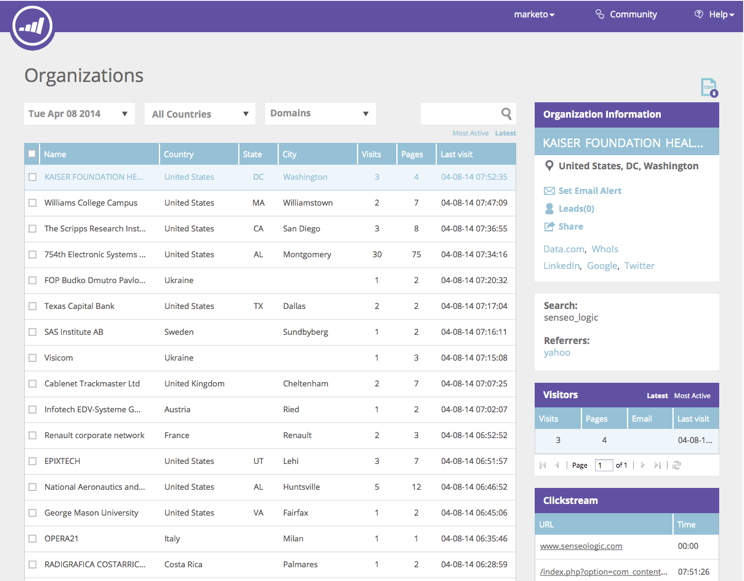 marketo Community Help
Organizations
csv
Tue Apr 08 2014 All Countries Domains
Most Active Latest
Name Country State City Visits Pages Last visit
KAISER FOUNDATION HE... United States DC Washington 3 4 04-08-14 07:52:35
Williams College Campus United States MA Williamstown 2 7 04-08-14 07:47:09
The Scripps Research Inst... United States CA San Diego 3 8 04-08-14 07:36:55
754th Electronic Systems ... United States AL Montgomery 30 75 04-08-14 07:34:16
FOP Budko Dmutro Pavlo... Ukraine 1 2 04-08-14 07:20:32
Texas Capital Bank United States TX Dallas 2 2 04-08-14 07:17:04
SAS Institute AB Sweden Sundbyberg 1 2 04-08-14 07:16:11
Visicom Ukraine 1 3 04-08-14 07:15:08
Cablenet Trackmaster Ltd United Kingdom Cheltenham 2 7 04-08-14 07:07:25
Infotech EDV-Systeme G... Austria Ried 1 2 04-08-14 07:02:07
Renault corporate network France Renault 2 3 04-08-14 06:52:52
EPIXTECH United States UT Lehi 3 7 04-08-14 06:51:57
National Aeronautics and... United States AL Huntsville 5 12 04-08-14 06:46:52
George Mason University United States VA Fairfax 1 2 04-08-14 06:45:06
OPERA21 Italy Milan 1 1 04-08-14 06:35:46
RADIGRAFICA COSTARRIC... Costa Rica Palmares 1 2 04-08-14 06:28:59
Organization Information
KAISER FOUNDATION HEAL...
United States, DC, Washington
Set Email Alert
Leads(0)
Share
Data.com, WhoIs
LinkedIn, Google, Twitter
Search:
senseo_logic
Referrers:
yahoo
Visitors Latest Most Active
Visits Pages Email Last visit
3 4 04-08-1...
Page 1 of 1
Clickstream
URL Time
www.senseologic.com 00:00
/index.php?option=com_content... 07:51:26